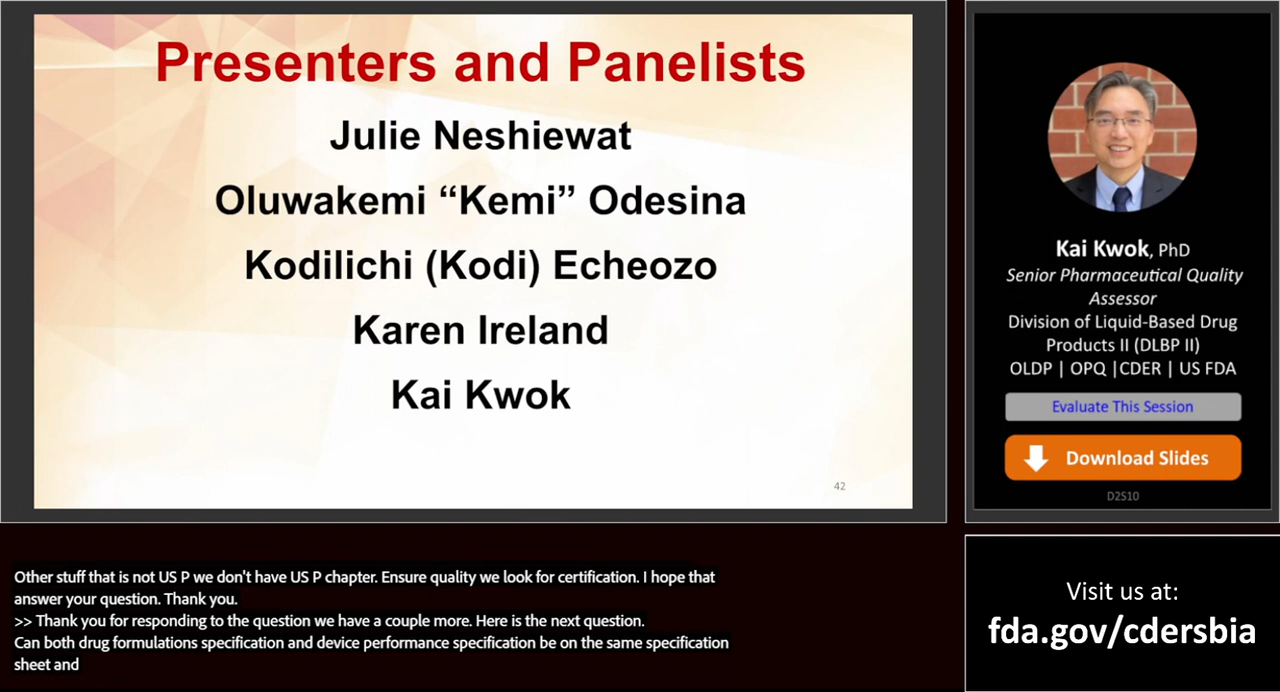 Presenters and Panelists
Julie Neshiewat
Oluwakemi “Kemi” Odesina
Kodilichi (Kodi) Echeozo
Karen Ireland
Kai Kwok
42
Kai Kwok, PhD
Senior Pharmaceutical Quality
Assessor
Division of Liquid-Based Drug
Products II (DLBP II)
OLDP | OPQ |CDER | US FDA
Evaluate This Session
Download Slides
D2S10
Other stuff that is not US P we don't have US P chapter. Ensure quality we look for certification. I hope that
answer your question. Thank you.
>> Thank you for responding to the question we have a couple more. Here is the next question.
Can both drug formulations specification and device performance specification be on the same specification
sheet and
Visit us at:
fda.gov/cdersbia